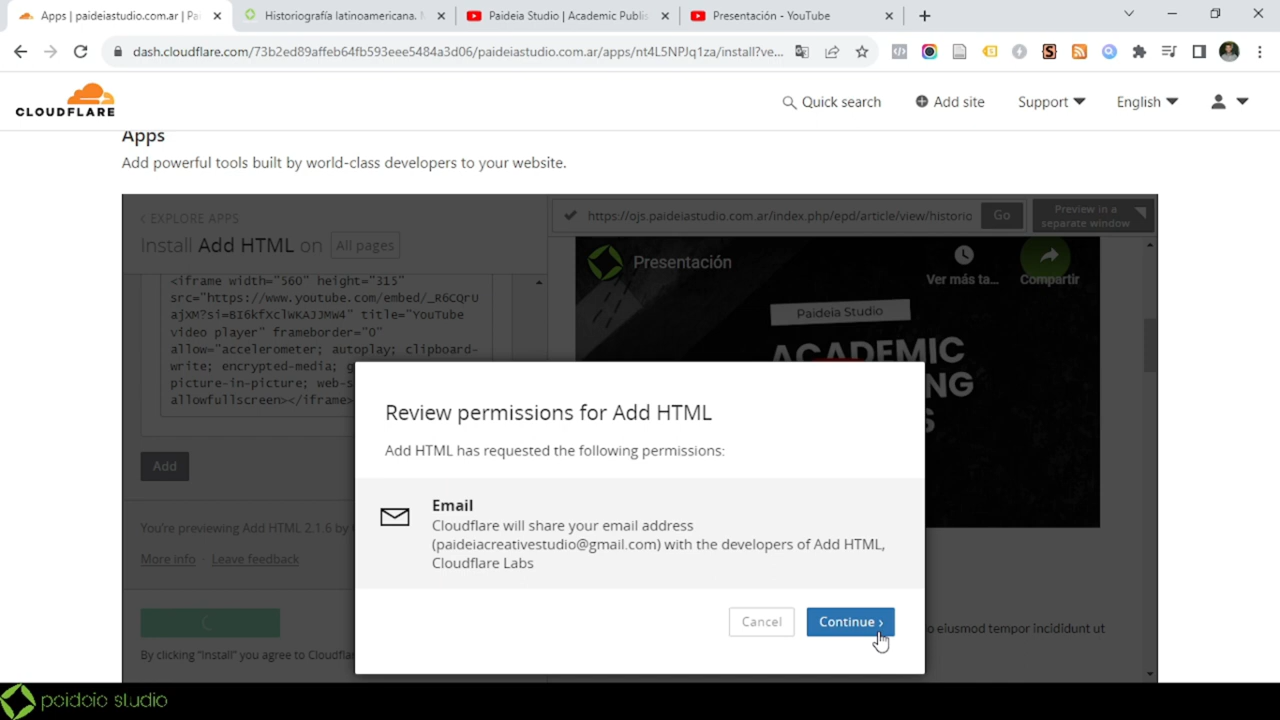 Apps | paideiastudio.com.ar | Pa
Historiografía latinoamericana. M
Paideia Studio | Academic Publis
Presentación - YouTube
dash.cloudflare.com/73b2ed89affeb64fb593eee5484a3d06/paideiastudio.com.ar/apps/nt4L5NPJq1za/install?ve...
CLOUDFLARE
Quick search
Add site
Support
English
Apps
Add powerful tools built by world-class developers to your website.
EXPLORE APPS
Install Add HTML on All pages
https://ojs.paideiastudio.com.ar/index.php/epd/article/view/historio
Go
Preview in a
separate window
<iframe width="560" height="315"
src="https://www.youtube.com/embed/_R6CQrU
ajXM?si=BI6kfXclWKAJJMW4" title="YouTube
video player" frameborder="0"
allow="accelerometer; autoplay; clipboard-
write; encrypted-media; g
picture-in-picture; web-s
allowfullscreen></iframe>
Add
You're previewing Add HTML 2.1.6 by
More info - Leave feedback
By clicking "Install" you agree to Cloudfla
Presentación
Ver más ta...
Compartir
Paideia Studio
ACADEMIC
NG
S
o eiusmod tempor incididunt ut
Review permissions for Add HTML
Add HTML has requested the following permissions:
Email
Cloudflare will share your email address
(paideiacreativestudio@gmail.com) with the developers of Add HTML,
Cloudflare Labs
Cancel
Continue ›
paideia studio